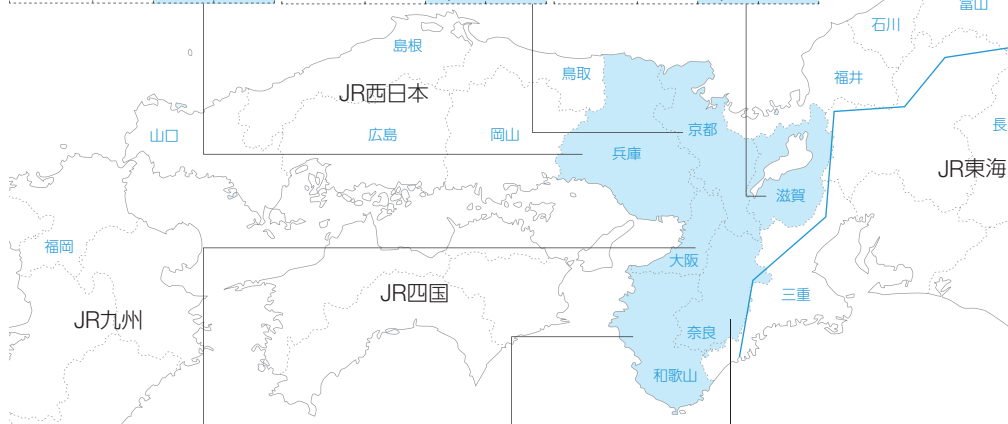 富山
石川
島根
鳥取
福井
JR西日本
山口
広島
岡山
京都
長
兵庫
JR東海
滋賀
福岡
大阪
JR四国
三重
JR九州
奈良
和歌山